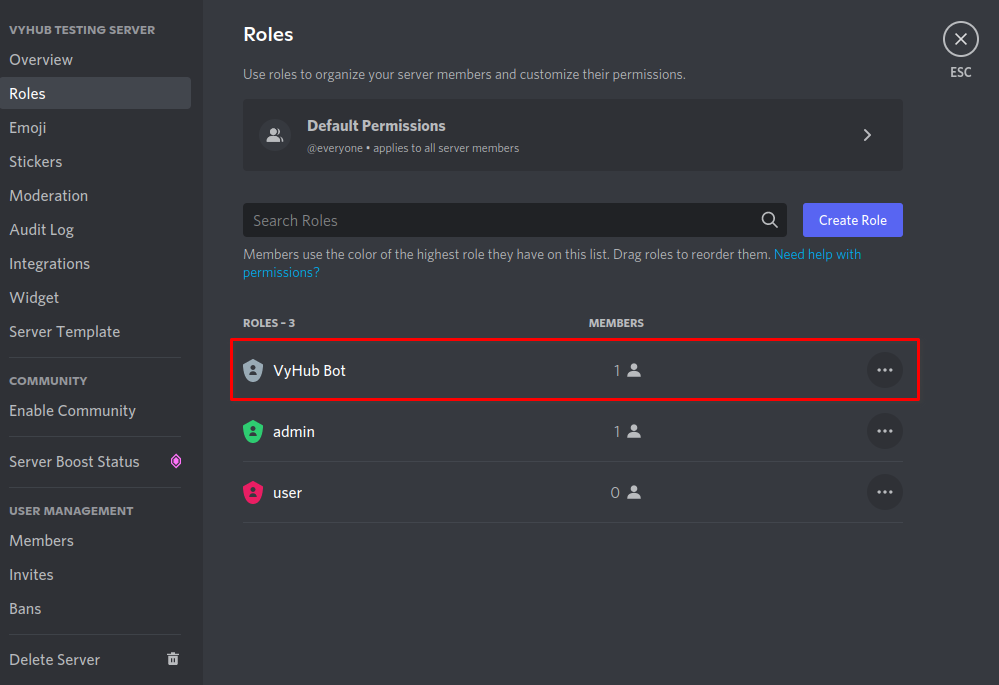 VYHUB TESTING SERVER
Overview
Roles
Emoji
Stickers
Moderation
Audit Log
Integrations
Widget
Server Template
COMMUNITY
Enable Community
Server Boost Status
USER MANAGEMENT
Members
Invites
Bans
Delete Server
Roles
ESC
Use roles to organize your server members and customize their permissions.
Default Permissions
@everyone • applies to all server members
Search Roles
Create Role
Members use the color of the highest role they have on this list. Drag roles to reorder them. Need help with
permissions?
ROLES – 3 MEMBERS
VyHub Bot 1
admin 1
user 0